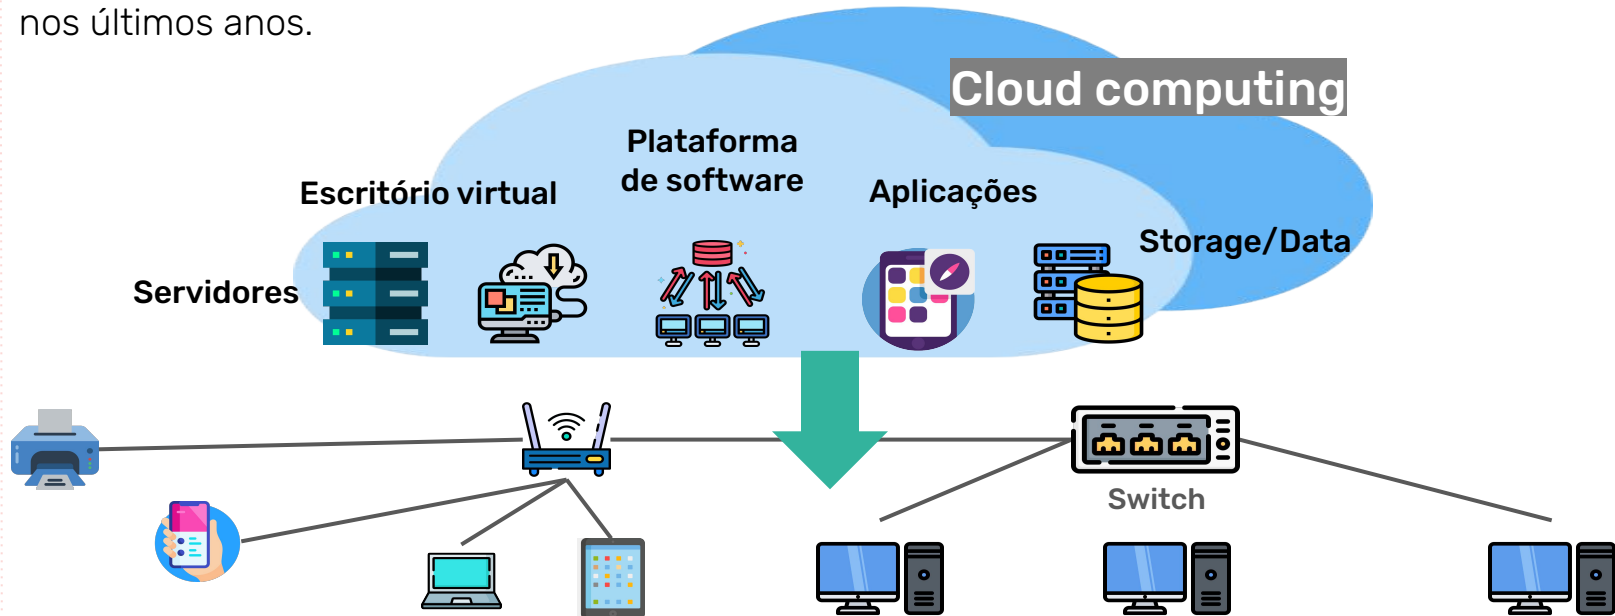 nos últimos anos.
Cloud computing
Plataforma
de software
Escritório virtual
Aplicações
Storage/Data
Servidores
Switch